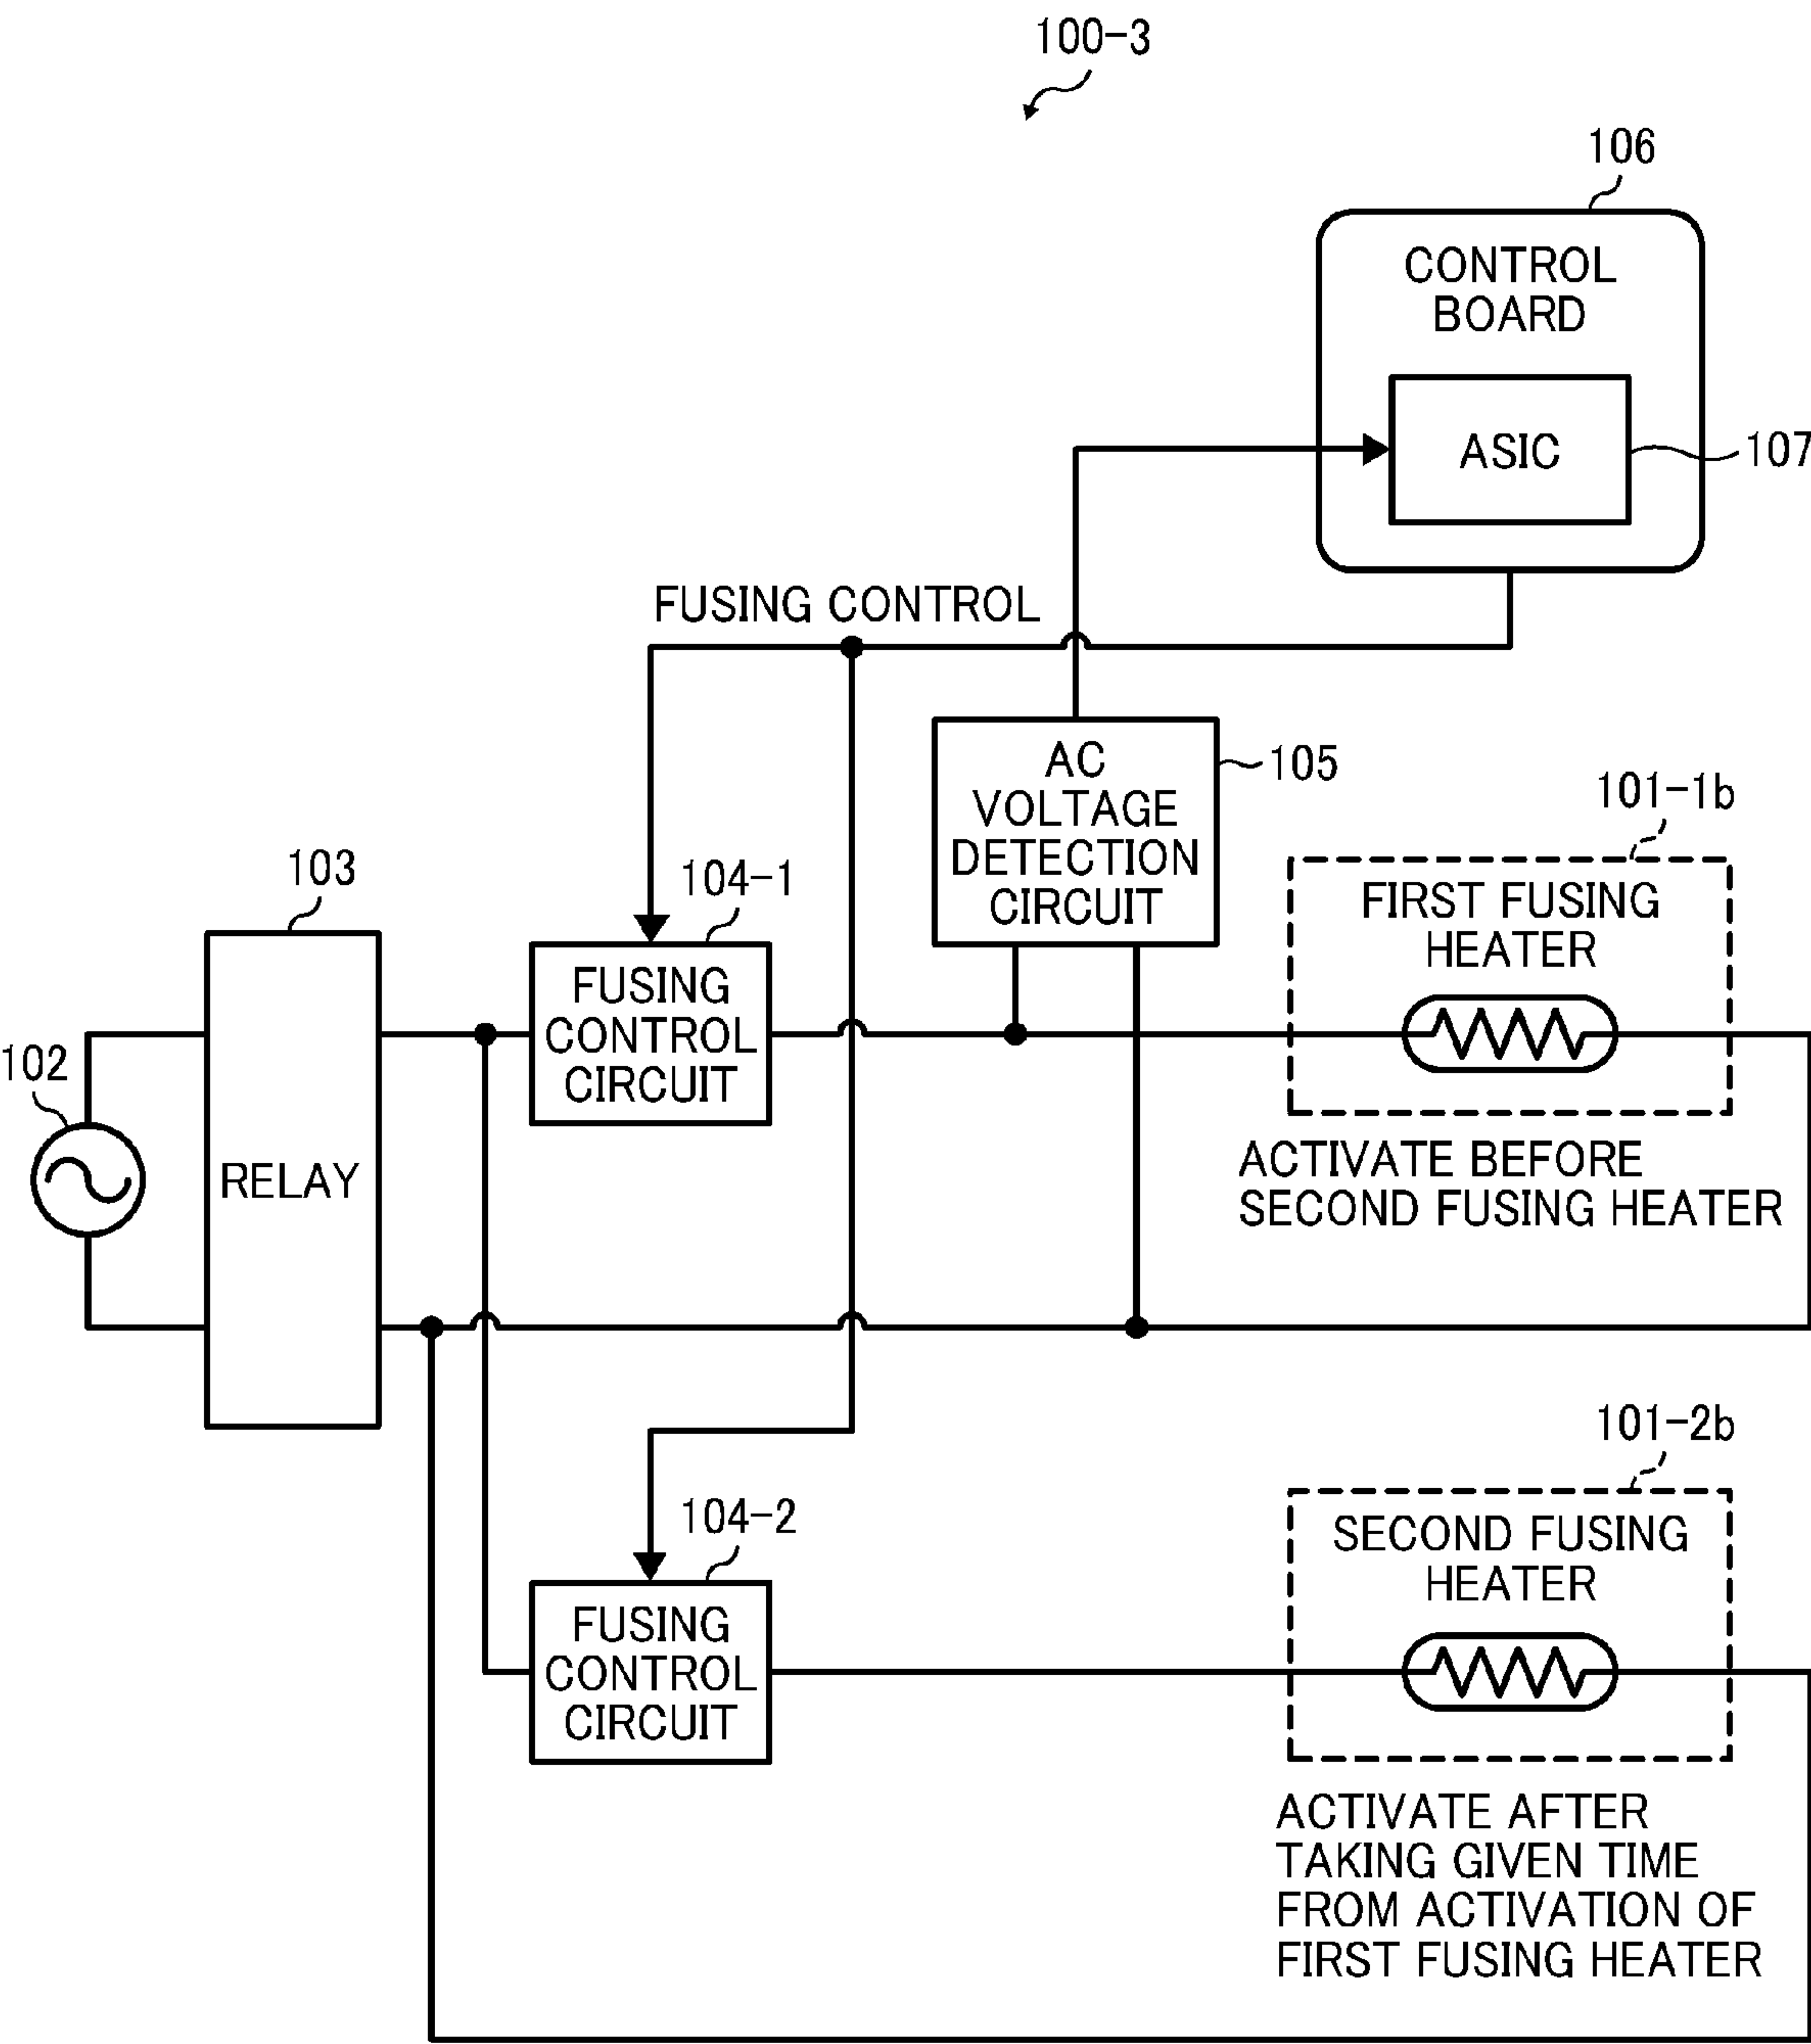 100-3
106
CONTROL
BOARD
ASIC
107
FUSING CONTROL
AC
VOLTAGE
DETECTION
CIRCUIT
105
101-1b
FIRST FUSING
HEATER
103
104-1
FUSING
CONTROL
CIRCUIT
102
RELAY
ACTIVATE BEFORE
SECOND FUSING HEATER
101-2b
104-2
SECOND FUSING
HEATER
FUSING
CONTROL
CIRCUIT
ACTIVATE AFTER
TAKING GIVEN TIME
FROM ACTIVATION OF
FIRST FUSING HEATER